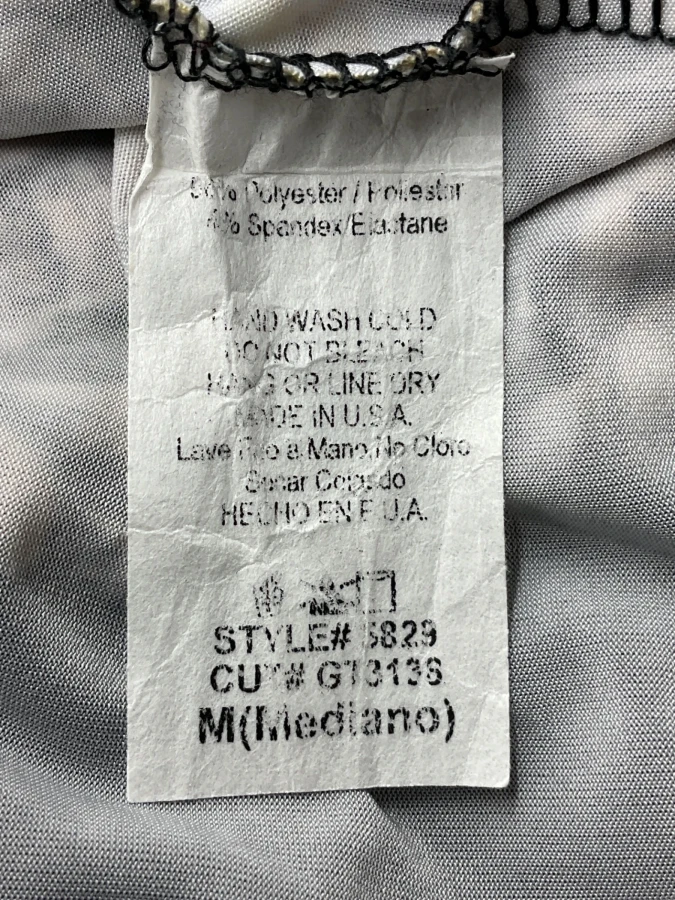 Polyester / Poliester
Spandex/Elastane
HAND WASH COLD
DO NOT BLEACH
HANG OR LINE DRY
MADE IN U.S.A.
Lave Frio a Mano,No Cloro
Secar Colgado
HECHO EN E.U.A.
STYLE# 5829
CUT#
M(Mediano)